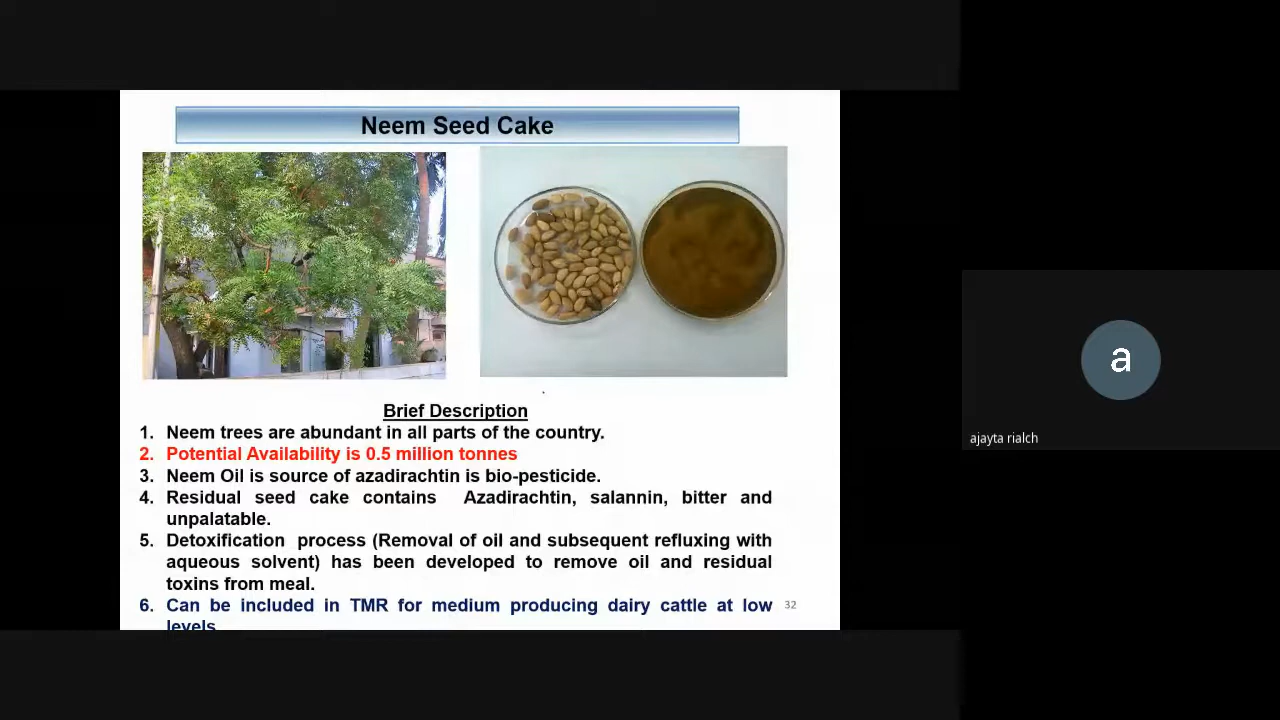 Neem Seed Cake
Brief Description
1. Neem trees are abundant in all parts of the country.
2. Potential Availability is 0.5 million tonnes
3. Neem Oil is source of azadirachtin is bio-pesticide.
4. Residual seed cake contains Azadirachtin, salannin, bitter and
unpalatable.
5. Detoxification process (Removal of oil and subsequent refluxing with
aqueous solvent) has been developed to remove oil and residual
toxins from meal.
6. Can be included in TMR for medium producing dairy cattle at low
levels
32
a
ajayta rialch